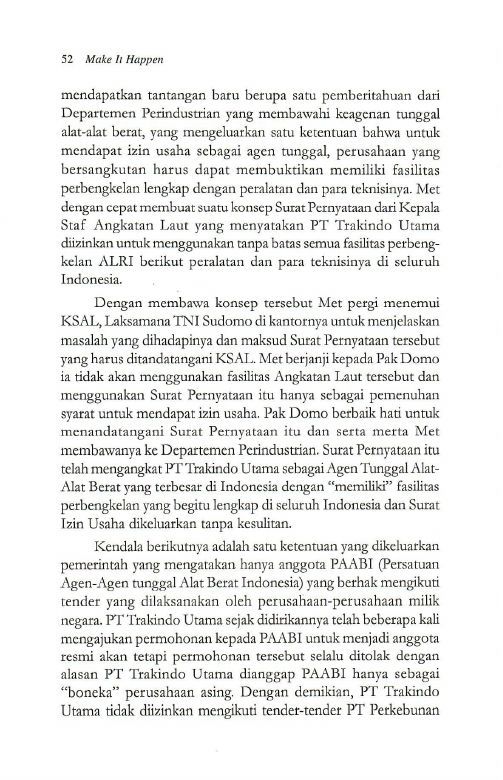 52 Make It Happen
mendapatkan tantangan baru berupa satu pemberitahuan dari
Departemen Perindustrian yang membawahi keagenan tunggal
alat-alat berat, yang mengeluarkan satu ketentuan bahwa untuk
mendapat izin usaha sebagai agen tunggal, perusahaan yang
bersangkutan harus dapat membuktikan memiliki fasilitas
perbengkelan lengkap dengan peralatan dan para teknisinya. Met
dengan cepat membuat suatu konsep Surat Pernyataan dari Kepala
Staf Angkatan Laut yang menyatakan PT Trakindo Utama
diizinkan untuk menggunakan tanpa batas semua fasilitas perbeng-
kelan ALRI berikut peralatan dan para teknisinya di seluruh
Indonesia.
Dengan membawa konsep tersebut Met pergi menemui
KSAL, Laksamana TNI Sudomo di kantornya untuk menjelaskan
masalah yang dihadapinya dan maksud Surat Pernyataan tersebut
yang harus ditandatangani KSAL. Met berjanji kepada Pak Domo
ia tidak akan menggunakan fasilitas Angkatan Laut tersebut dan
menggunakan Surat Pernyataan itu hanya sebagai pemenuhan
syarat untuk mendapat izin usaha. Pak Domo berbaik hati untuk
menandatangani Surat Pernyataan itu dan serta merta Met
membawanya ke Departemen Perindustrian. Surat Pernyataan itu
telah mengangkat PT Trakindo Utama sebagai Agen Tunggal Alat-
Alat Berat yang terbesar di Indonesia dengan “memiliki” fasilitas
perbengkelan yang begitu lengkap di seluruh Indonesia dan Surat
Izin Usaha dikeluarkan tanpa kesulitan.
Kendala berikutnya adalah satu ketentuan yang dikeluarkan
pemerintah yang mengatakan hanya anggota PAABI (Persatuan
Agen-Agen tunggal Alat Berat Indonesia) yang berhak mengikuti
tender yang dilaksanakan oleh perusahaan-perusahaan milik
negara. PT Trakindo Utama sejak didirikannya telah beberapa kali
mengajukan permohonan kepada PAABI untuk menjadi anggota
resmi akan tetapi permohonan tersebut selalu ditolak dengan
alasan PT Trakindo Utama dianggap PAABI hanya sebagai
“boneka” perusahaan asing. Dengan demikian, PT Trakindo
Utama tidak diizinkan mengikuti tender-tender PT Perkebunan